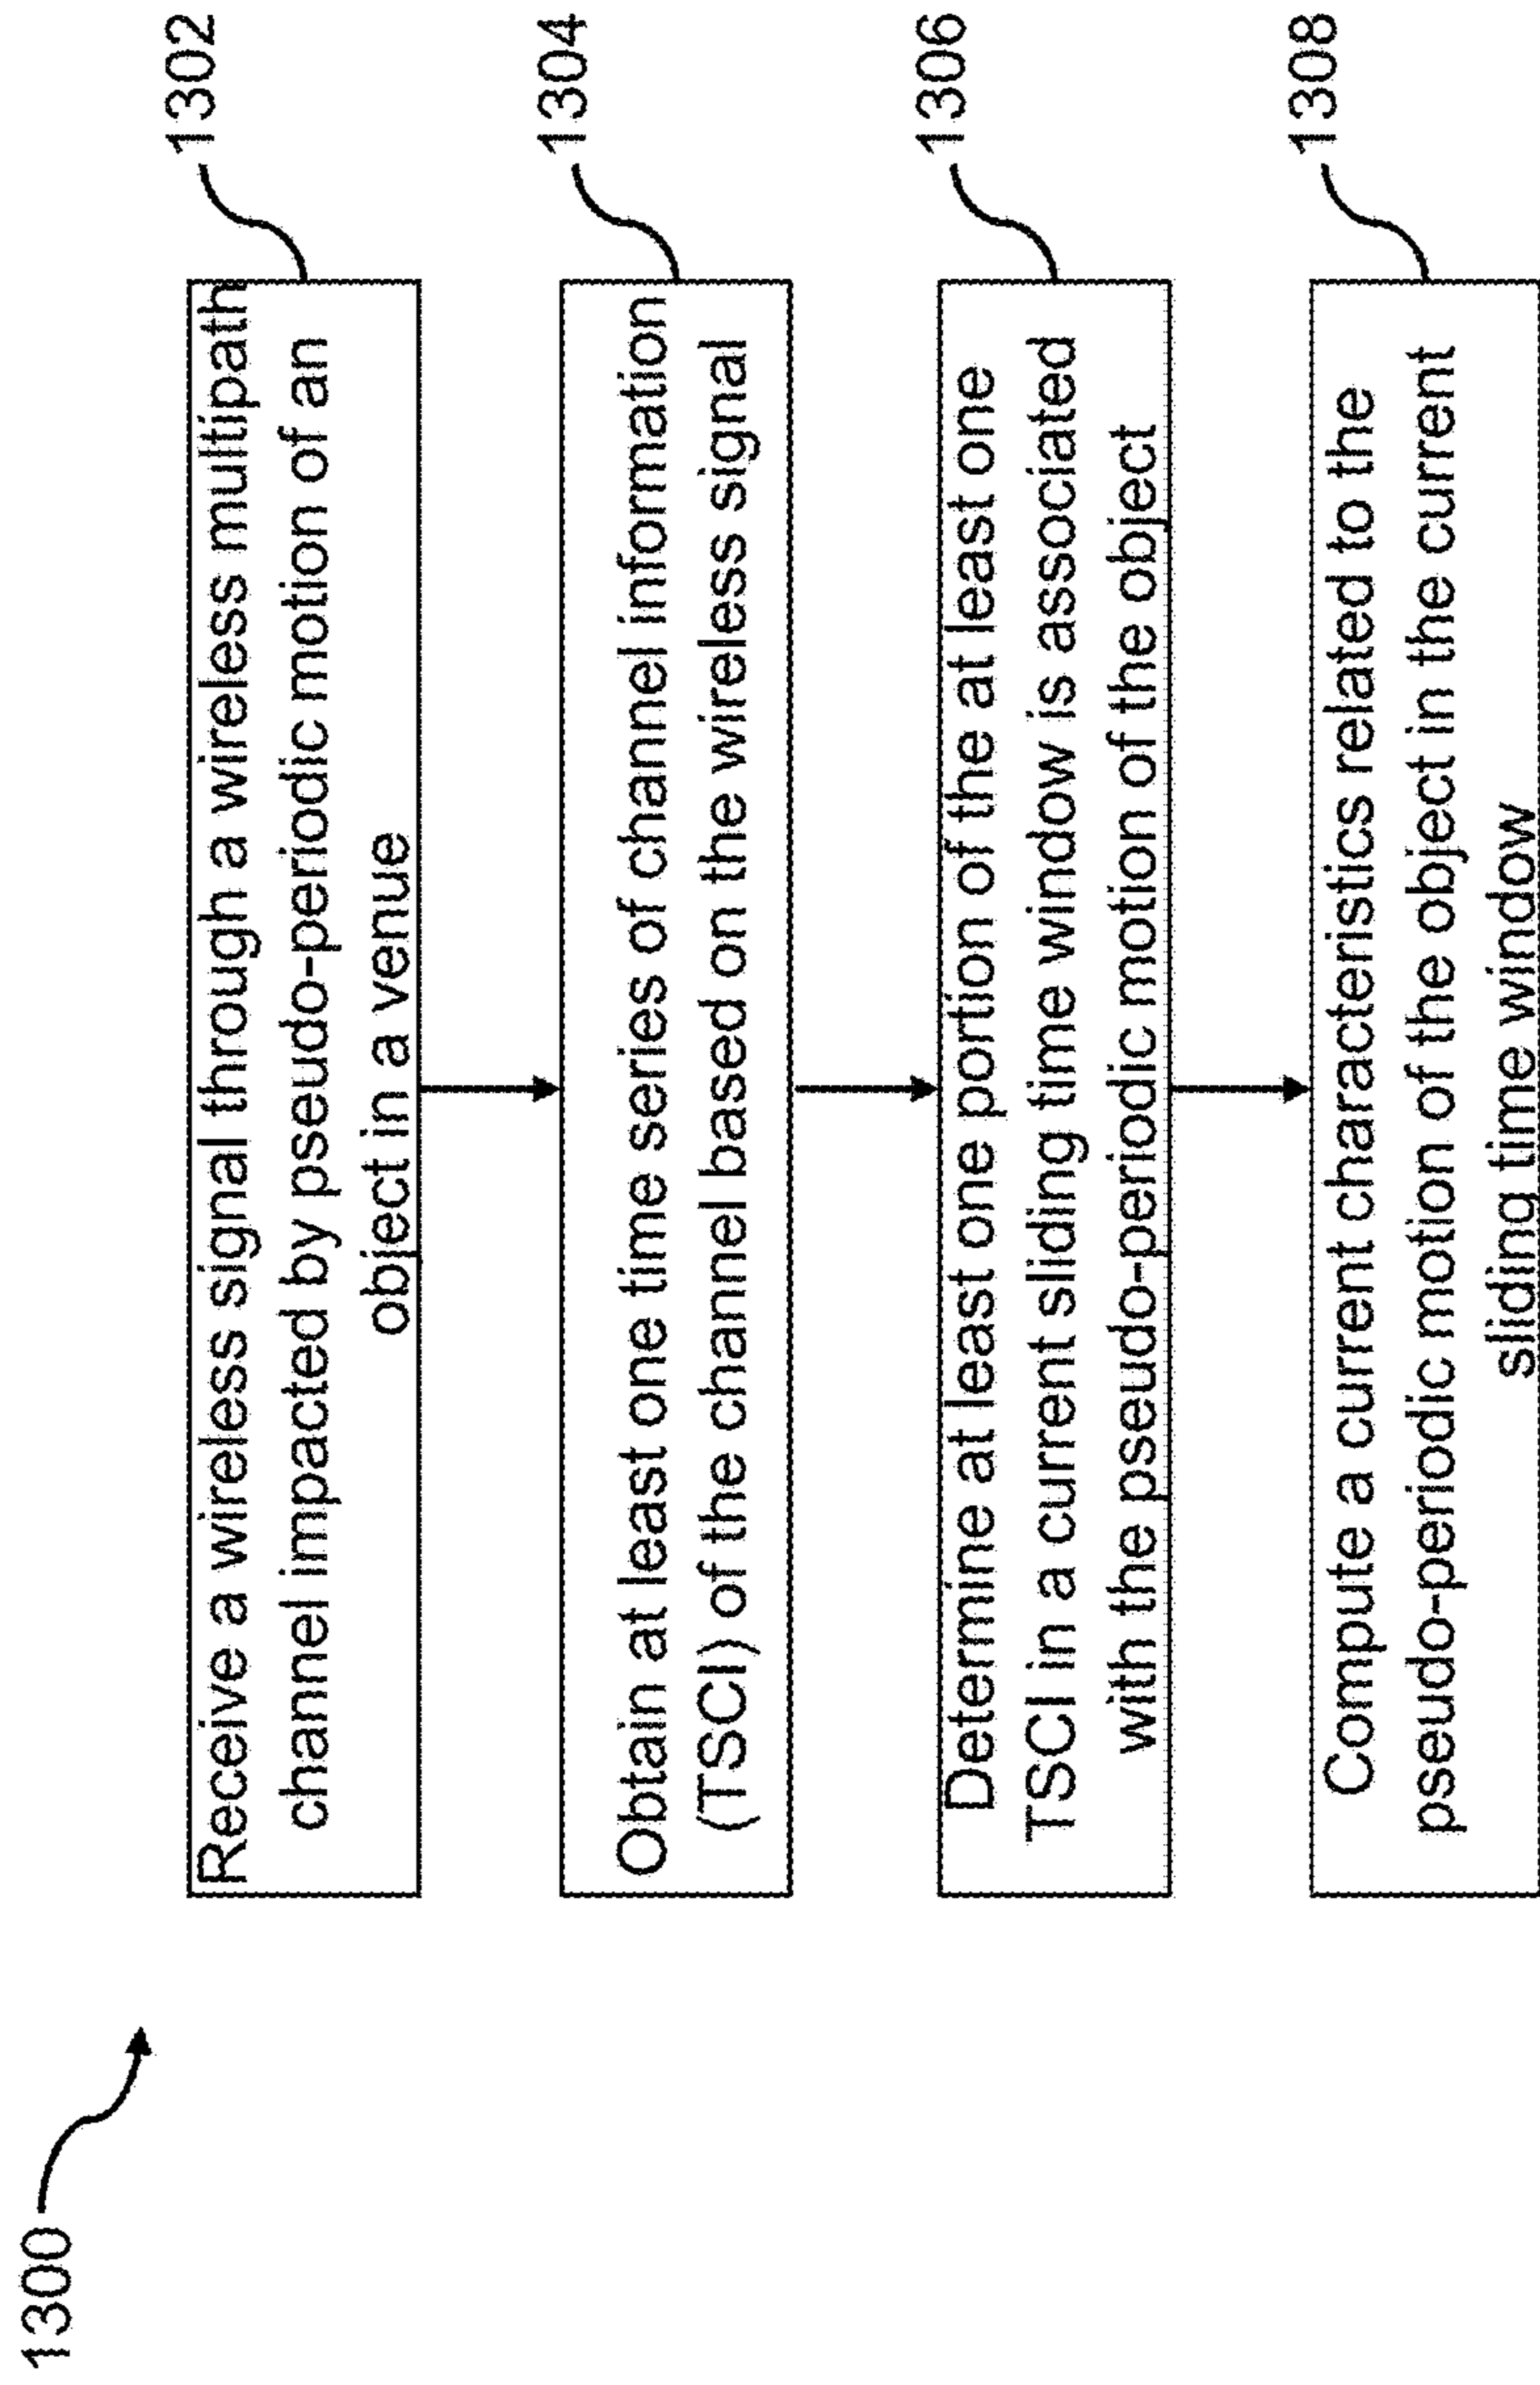 1300
Receive a wireless signal through a wireless multipath
channel impacted by pseudo-periodic motion of an
object in a venue
1302
Obtain at least one time series of channel information
(TSCI) of the channel based on the wireless signal
1304
Determine at least one portion of the at least one
TSCI in a current sliding time window is associated
with the pseudo-periodic motion of the object
1306
Compute a current characteristics related to the
pseudo-periodic motion of the object in the current
sliding time window
1308